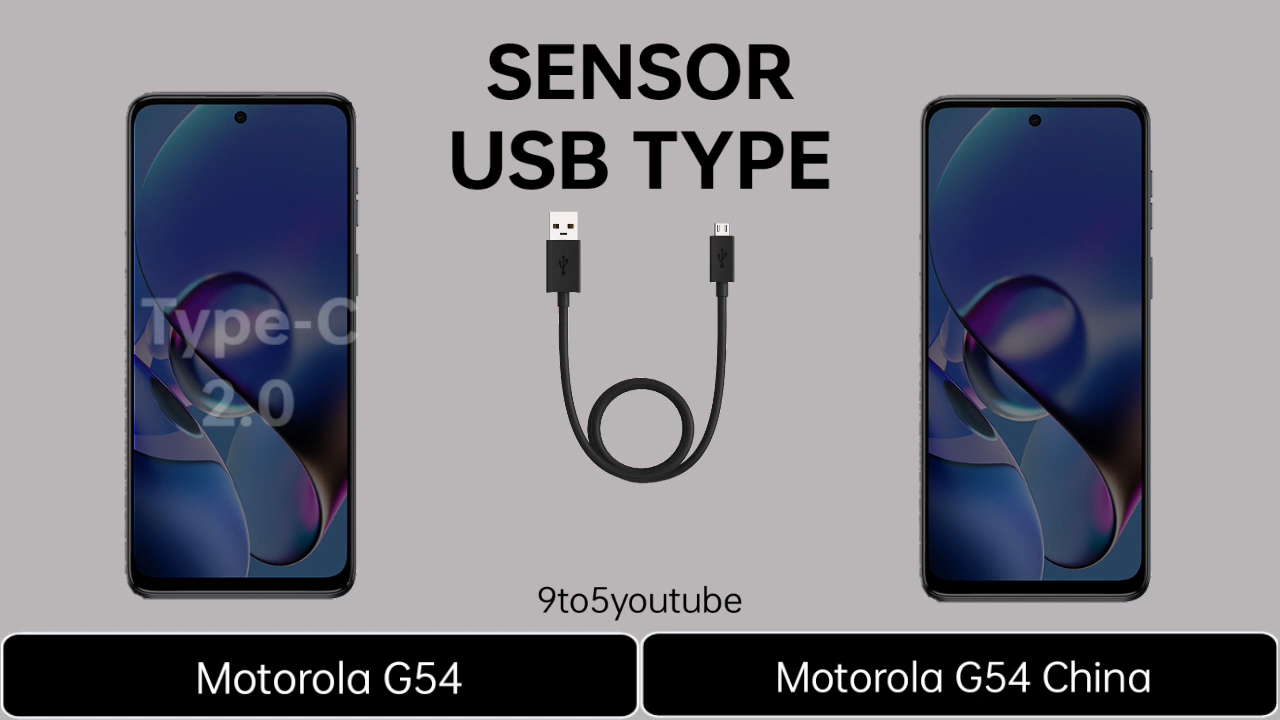 SENSOR
USB TYPE
Type-C
2.0
9to5youtube
Motorola G54
Motorola G54 China